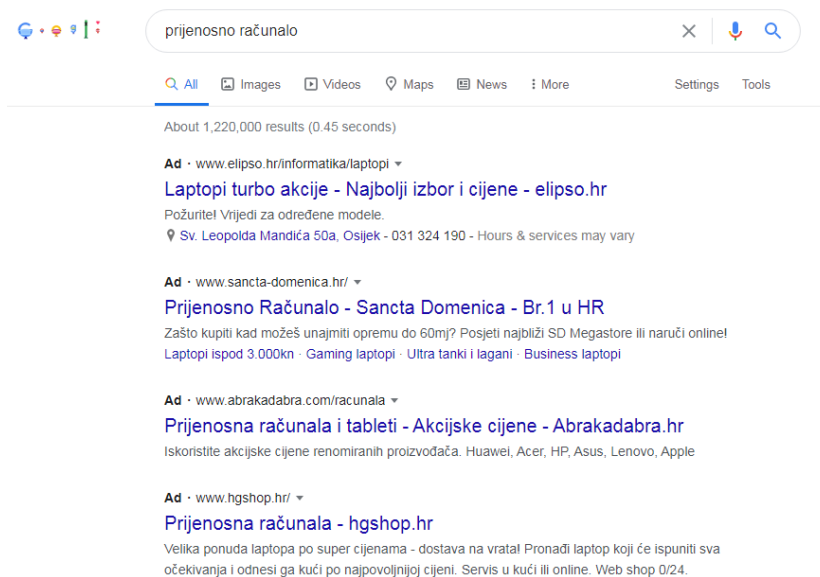 prijenosno računalo
All Images Videos Maps News More Settings Tools
About 1,220,000 results (0.45 seconds)
Ad · www.elipso.hr/informatika/laptopi
Laptopi turbo akcije - Najbolji izbor i cijene - elipso.hr
Požurite! Vrijedi za određene modele.
Sv. Leopolda Mandića 50a, Osijek - 031 324 190 - Hours & services may vary
Ad · www.sancta-domenica.hr/
Prijenosno Računalo - Sancta Domenica - Br.1 u HR
Zašto kupiti kad možeš unajmiti opremu do 60mj? Posjeti najbliži SD Megastore ili naruči online!
Laptopi ispod 3.000kn · Gaming laptopi · Ultra tanki i lagani · Business laptopi
Ad · www.abrakadabra.com/racunala
Prijenosna računala i tableti - Akcijske cijene - Abrakadabra.hr
Iskoristite akcijske cijene renomiranih proizvođača. Huawei, Acer, HP, Asus, Lenovo, Apple
Ad · www.hgshop.hr/
Prijenosna računala - hgshop.hr
Velika ponuda laptopa po super cijenama - dostava na vrata! Pronađi laptop koji će ispuniti sva
očekivanja i odnesi ga kući po najpovoljnijoj cijeni. Servis u kući ili online. Web shop 0/24.